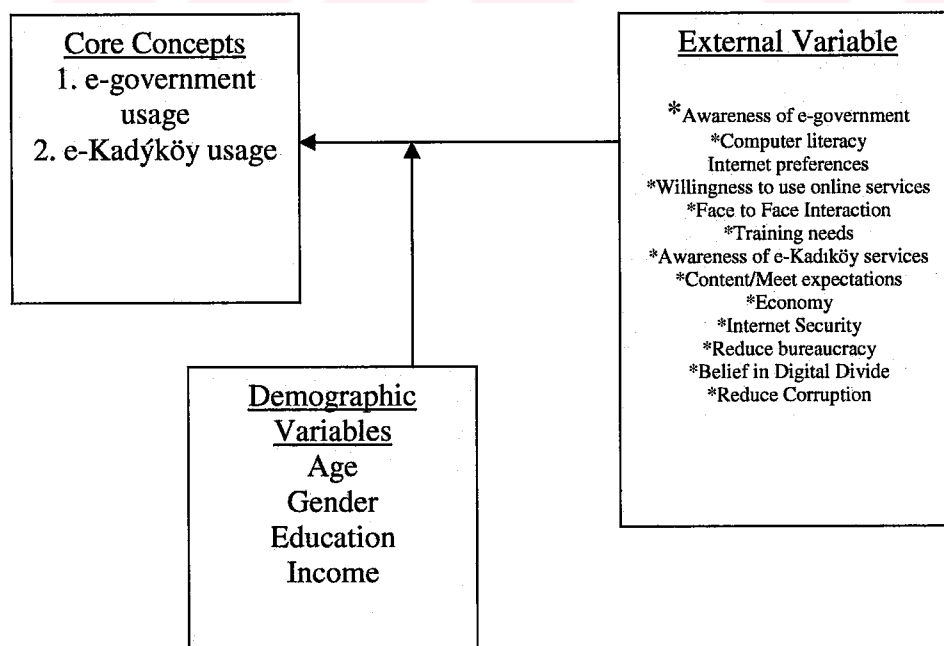 Core Concepts
1. e-government
usage
2. e-Kadýköy usage
External Variable
*Awareness of e-government
*Computer literacy
Internet preferences
*Willingness to use online services
*Face to Face Interaction
*Training needs
*Awareness of e-Kadıköy services
*Content/Meet expectations
*Economy
*Internet Security
*Reduce bureaucracy
*Belief in Digital Divide
*Reduce Corruption
Demographic
Variables
Age
Gender
Education
Income